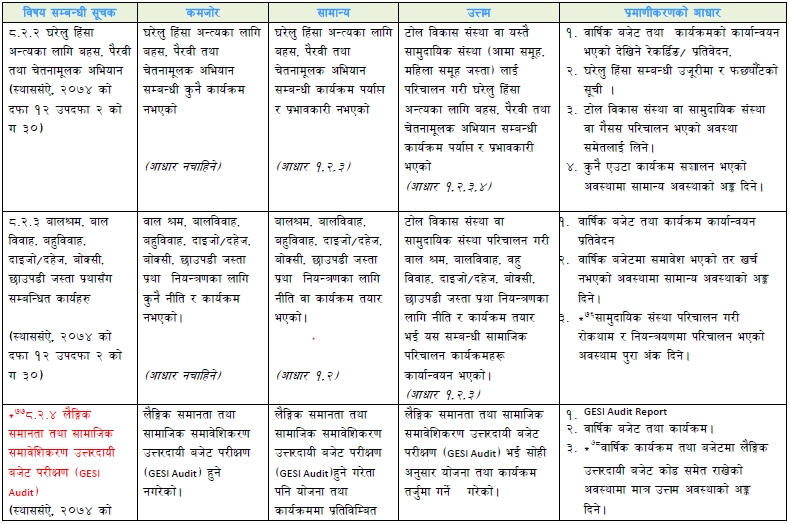 विषय सम्बन्धी सूचक
कमजोर
सामान्य
उत्तम
प्रमाणीकरणको आधार
८.२.२ घरेलु हिंसा
अन्त्यका लागि बहस, पैरवी
तथा चेतनामूलक अभियान
(स्थाससंऐ, २०७४ को
दफा १२ उपदफा २ को
ग ३०)
घरेलु हिंसा अन्त्यका लागि
बहस, पैरवी तथा
चेतनामूलक अभियान
सम्बन्धी कुनै कार्यक्रम
नभएको
(आधार नचाहिने)
घरेलु हिंसा अन्त्यका लागि
बहस, पैरवी तथा
चेतनामूलक अभियान
सम्बन्धी कार्यक्रम पर्याप्त
र प्रभावकारी नभएको
(आधार १,२,३)
टोल विकास संस्था वा यस्तै
सामुदायिक संस्था (आमा समूह,
महिला समूह जस्ता) लाई
परिचालन गरी घरेलु हिंसा
अन्त्यका लागि बहस, पैरवी तथा
चेतनामूलक अभियान सम्बन्धी
कार्यक्रम पर्याप्त र प्रभावकारी
भएको
(आधार १,२,३,४)
१. वार्षिक बजेट तथा कार्यक्रमको कार्यान्वयन
भएको देखिने रेकर्डिङ/ प्रतिवेदन,
२. घरेलु हिंसा सम्बन्धी उजूरीमा र फछर्यौटको
सूची ।
३. टोल विकास संस्था वा सामुदायिक संस्था
वा गैसस परिचालन भएको अवस्था
समेतलाई लिने।
४. कुनै एउटा कार्यक्रम सञ्चालन भएको
अवस्थामा सामान्य अवस्थाको अङ्क दिने।
८.२.३ बालश्रम, बाल
विवाह, बहुविवाह,
दाइजो/दहेज, बोक्सी,
छाउपडी जस्ता प्रथासँग
सम्बन्धित कार्यहरु
(स्थाससंऐ, २०७४ को
दफा १२ उपदफा २ को
ग ३०)
वाल श्रम, बालविवाह,
बहुविवाह, दाइजो/दहेज,
बोक्सी, छाउपडी जस्ता
प्रथा नियन्त्रणका लागि
कुनै नीति र कार्यक्रम
नभएको।
(आधार नचाहिने)
बालश्रम, बालविवाह,
बहुविवाह, दाइजो/दहेज,
बोक्सी, छाउपडी जस्ता
प्रथा नियन्त्रणका लागि
नीति वा कार्यक्रम तयार
भएको।
(आधार १,२)
टोल विकास संस्था वा
सामुदायिक संस्था परिचालन गरी
वाल श्रम, बालविवाह, वहु
विवाह, दाइजो/दहेज, बोक्सी,
छाउपडी जस्ता प्रथा नियन्त्रणका
लागि नीति र कार्यक्रम तयार
भई यस सम्बन्धी सामाजिक
परिचालन कार्यक्रमहरू
कार्यान्वयन भएको।
(आधार १,२,३)
१. वार्षिक बजेट तथा कार्यक्रम कार्यान्वयन
प्रतिवेदन
२. वार्षिक बजेटमा समावेश भएको तर खर्च
नभएको अवस्थामा सामान्य अवस्थाको अङ्क
दिने।
३. *⁷⁶सामुदायिक संस्था परिचालन गरी
रोकथाम र नियन्त्रयणमा परिचालन भएको
अवस्थाम पुरा अंक दिने।
*⁷⁷८.२.४ लैङ्गिक
समानता तथा सामाजिक
समावेशिकरण उत्तरदायी
बजेट परीक्षण (GESI
Audit)
(स्थाससंऐ, २०७४ को
लैङ्गिक समानता तथा
सामाजिक समावेशिकरण
उत्तरदायी बजेट परीक्षण
(GESI Audit) हुने
नगरेको।
लैङ्गिक समानता तथा
सामाजिक समावेशिकरण
उत्तरदायी बजेट परीक्षण
(GESI Audit)हुने गरेता
पनि योजना तथा
कार्यक्रममा प्रतिविम्बित
लैङ्गिक समानता तथा सामाजिक
समावेशिकरण उत्तरदायी बजेट
परीक्षण (GESI Audit) भई सोही
अनुसार योजना तथा कार्यक्रम
तर्जुमा गर्ने गरेको।
१. GESI Audit Report
२. वार्षिक बजेट तथा कार्यक्रम।
३. *⁷⁸वार्षिक कार्यक्रम तथा बजेटमा लैङ्गिक
उत्तरदायी बजेट कोड समेत राखेको
अवस्थामा मात्र उत्तम अवस्थाको अङ्क
दिने।